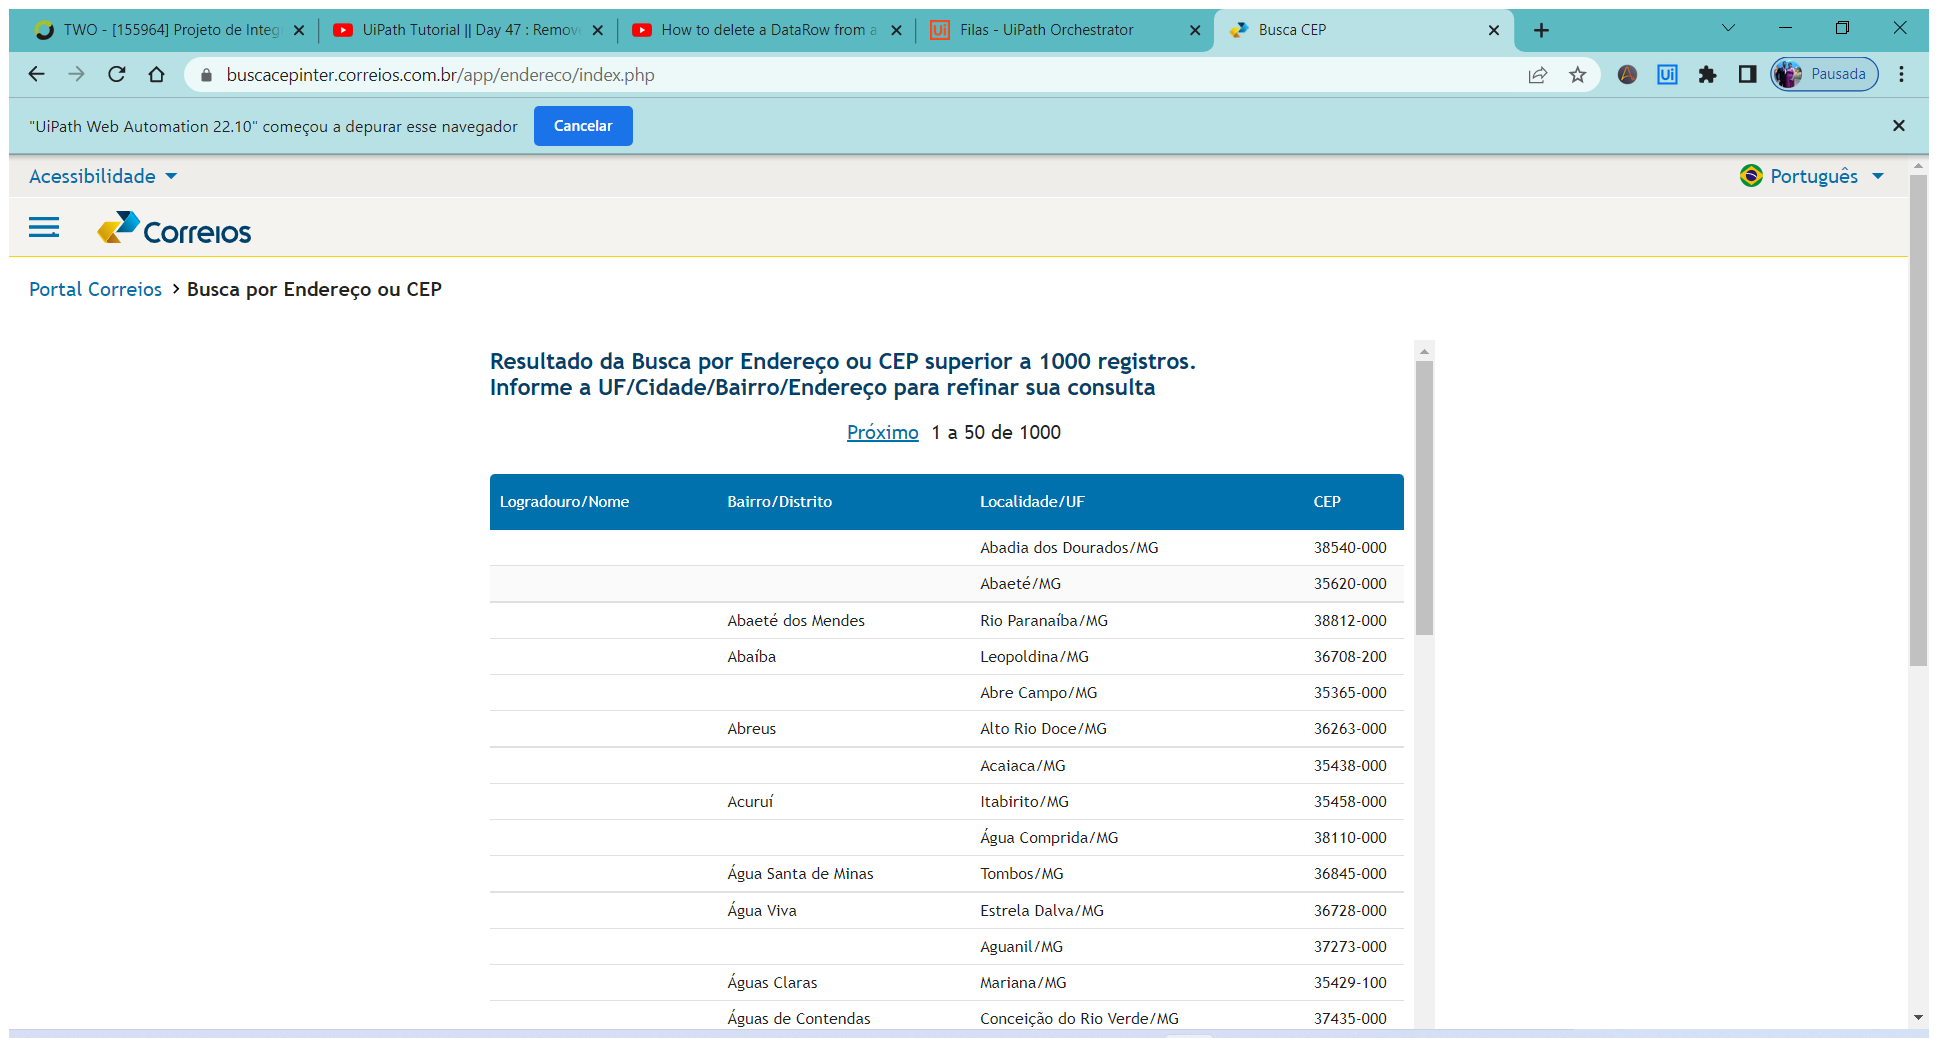 TWO - [155964] Projeto de Integ
UiPath Tutorial || Day 47 : Remov
How to delete a DataRow from a
Ui Filas - UiPath Orchestrator
Busca CEP
buscacepinter.correios.com.br/app/endereco/index.php
Ui
Pausada
"UiPath Web Automation 22.10" começou a depurar esse navegador
Cancelar
Acessibilidade
Português
Correios
Portal Correios > Busca por Endereço ou CEP
Resultado da Busca por Endereço ou CEP superior a 1000 registros.
Informe a UF/Cidade/Bairro/Endereço para refinar sua consulta
Próximo 1 a 50 de 1000
Logradouro/Nome Bairro/Distrito Localidade/UF CEP
Abadia dos Dourados/MG 38540-000
Abaeté/MG 35620-000
Abaeté dos Mendes Rio Paranaíba/MG 38812-000
Abaíba Leopoldina/MG 36708-200
Abre Campo/MG 35365-000
Abreus Alto Rio Doce/MG 36263-000
Acaiaca/MG 35438-000
Acuruí Itabirito/MG 35458-000
Água Comprida/MG 38110-000
Água Santa de Minas Tombos/MG 36845-000
Água Viva Estrela Dalva/MG 36728-000
Aguanil/MG 37273-000
Águas Claras Mariana/MG 35429-100
Águas de Contendas Conceição do Rio Verde/MG 37435-000